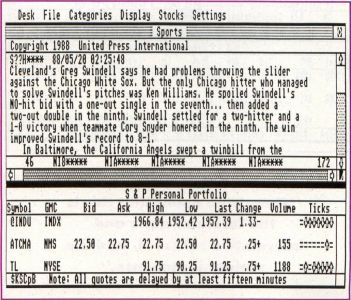 Desk File Categories Display Stocks Settings
Sports
Copyright 1988 United Press International
S??H**** 88/05/20 02:25:48
Cleveland's Greg Swindell says he had problems throwing the slider
against the Chicago White Sox. But the only Chicago hitter who managed
to solve Swindell's pitches was Ken Williams. He spoiled Swindell's
NO-hit bid with a one-out single in the seventh... then added a
two-out double in the ninth. Swindell settled for a two-hitter and a
1-0 victory when teammate Cory Snyder homered in the ninth. The win
improved Swindell's record to 8-1.
In Baltimore, the California Angels swept a twinbill from the
46 NIB***** NIA***** NIA***** NIA***** NIA***** 172
S & P Personal Portfolio
Symbol GMC Bid Ask High Low Last Change Volume Ticks
@INDU INDX 1966.84 1952.42 1957.39 1.33-
ATCMA NMS 22.50 22.75 22.75 22.50 22.75 .25+ 155
TL NYSE 91.75 90.25 91.25 .75+ 1188
SKSCpB Note: All quotes are delayed by at least fifteen minutes